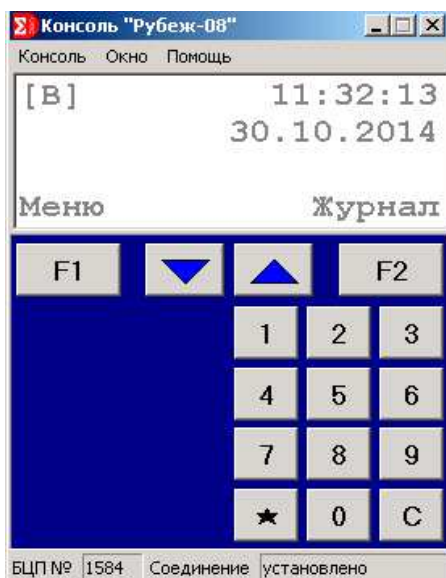 Консоль "Рубеж-08"
Консоль Окно Помощь
[В] 11:32:13
30.10.2014
Меню Журнал
F1 F2
1 2 3
4 5 6
7 8 9
★ 0 C
БЦП № 1584 Соединение установлено